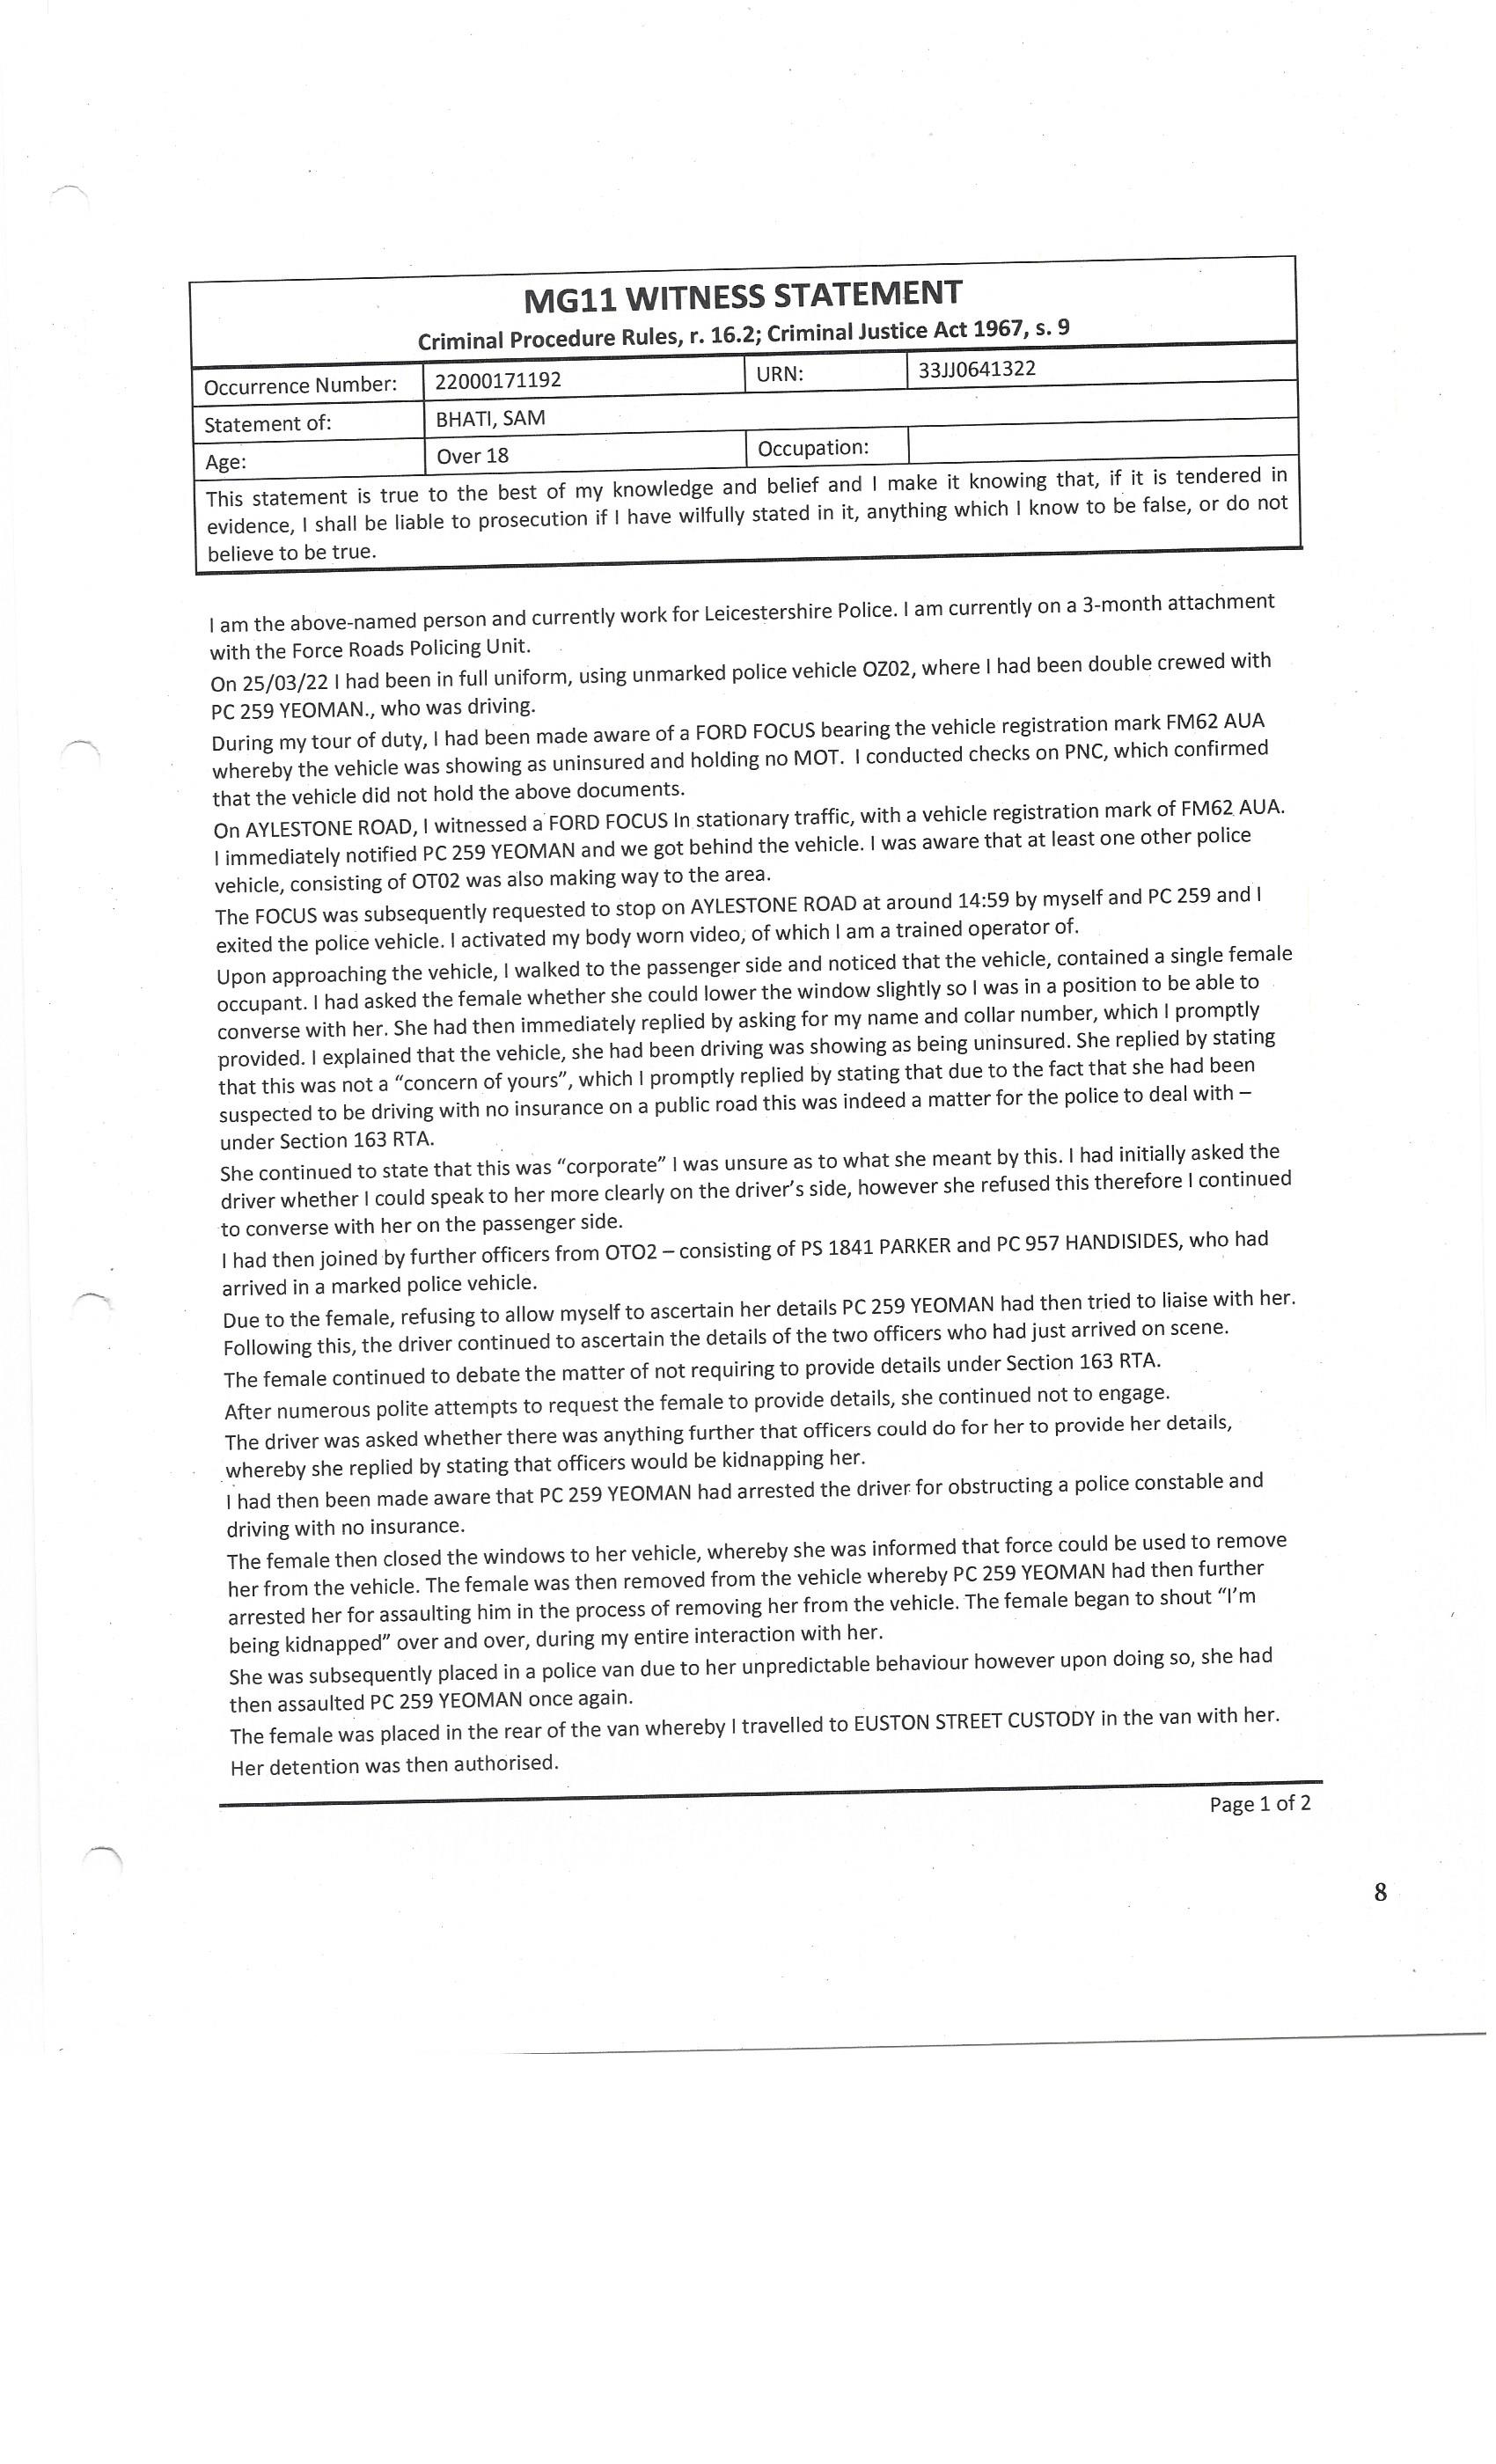 MG11 WITNESS STATEMENT
Criminal Procedure Rules, r. 16.2; Criminal Justice Act 1967, s. 9
Occurrence Number: 22000171192 URN: 33JJ0641322
Statement of: BHATI, SAM
Age: Over 18 Occupation:
This statement is true to the best of my knowledge and belief and I make it knowing that, if it is tendered in
evidence, I shall be liable to prosecution if I have wilfully stated in it, anything which I know to be false, or do not
believe to be true.
I am the above-named person and currently work for Leicestershire Police. I am currently on a 3-month attachment
with the Force Roads Policing Unit.
On 25/03/22 I had been in full uniform, using unmarked police vehicle OZ02, where I had been double crewed with
PC 259 YEOMAN., who was driving.
During my tour of duty, I had been made aware of a FORD FOCUS bearing the vehicle registration mark FM62 AUA
whereby the vehicle was showing as uninsured and holding no MOT. I conducted checks on PNC, which confirmed
that the vehicle did not hold the above documents.
On AYLESTONE ROAD, I witnessed a FORD FOCUS In stationary traffic, with a vehicle registration mark of FM62 AUA.
I immediately notified PC 259 YEOMAN and we got behind the vehicle. I was aware that at least one other police
vehicle, consisting of OT02 was also making way to the area.
The FOCUS was subsequently requested to stop on AYLESTONE ROAD at around 14:59 by myself and PC 259 and I
exited the police vehicle. I activated my body worn video, of which I am a trained operator of.
Upon approaching the vehicle, I walked to the passenger side and noticed that the vehicle, contained a single female
occupant. I had asked the female whether she could lower the window slightly so I was in a position to be able to
converse with her. She had then immediately replied by asking for my name and collar number, which I promptly
provided. I explained that the vehicle, she had been driving was showing as being uninsured. She replied by stating
that this was not a “concern of yours”, which I promptly replied by stating that due to the fact that she had been
suspected to be driving with no insurance on a public road this was indeed a matter for the police to deal with –
under Section 163 RTA.
She continued to state that this was “corporate” I was unsure as to what she meant by this. I had initially asked the
driver whether I could speak to her more clearly on the driver’s side, however she refused this therefore I continued
to converse with her on the passenger side.
I had then joined by further officers from OTO2 – consisting of PS 1841 PARKER and PC 957 HANDISIDES, who had
arrived in a marked police vehicle.
Due to the female, refusing to allow myself to ascertain her details PC 259 YEOMAN had then tried to liaise with her.
Following this, the driver continued to ascertain the details of the two officers who had just arrived on scene.
The female continued to debate the matter of not requiring to provide details under Section 163 RTA.
After numerous polite attempts to request the female to provide details, she continued not to engage.
The driver was asked whether there was anything further that officers could do for her to provide her details,
whereby she replied by stating that officers would be kidnapping her.
I had then been made aware that PC 259 YEOMAN had arrested the driver for obstructing a police constable and
driving with no insurance.
The female then closed the windows to her vehicle, whereby she was informed that force could be used to remove
her from the vehicle. The female was then removed from the vehicle whereby PC 259 YEOMAN had then further
arrested her for assaulting him in the process of removing her from the vehicle. The female began to shout “I’m
being kidnapped” over and over, during my entire interaction with her.
She was subsequently placed in a police van due to her unpredictable behaviour however upon doing so, she had
then assaulted PC 259 YEOMAN once again.
The female was placed in the rear of the van whereby I travelled to EUSTON STREET CUSTODY in the van with her.
Her detention was then authorised.
Page 1 of 2
8